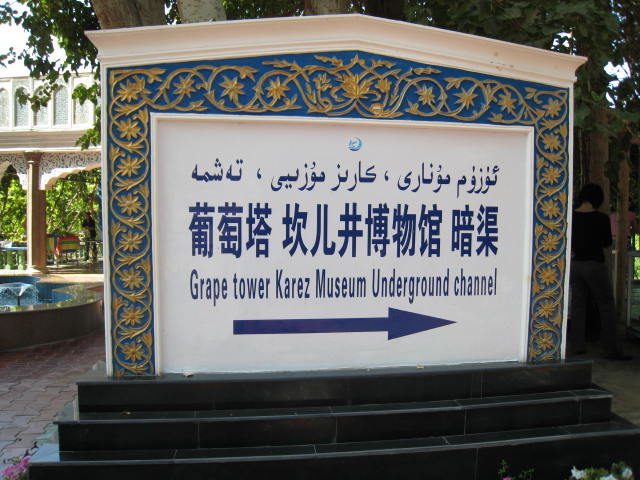 ئۈزۈم مۇنارى ، كارىز مۇزىيى ، تەشمە
葡萄塔 坎儿井博物馆 暗渠
Grape tower Karez Museum Underground channel